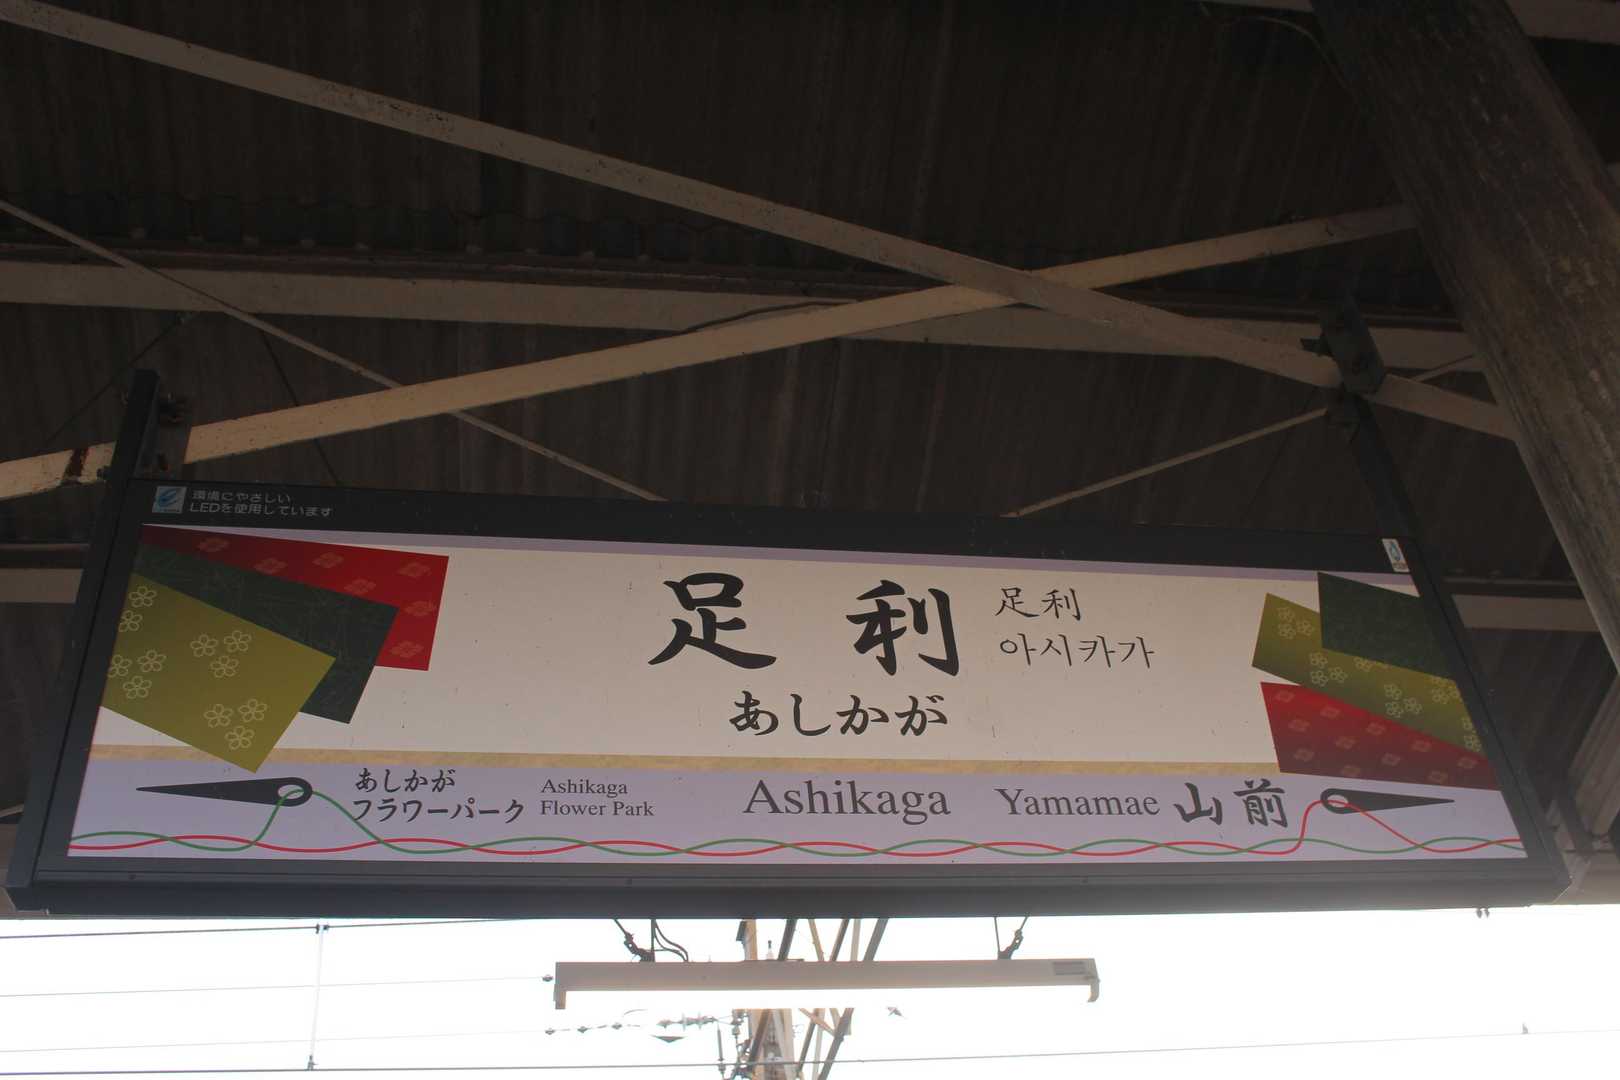 環境にやさしい
LEDを使用しています
足利
足利
아시카가
あしかが
あしかが
フラワーパーク
Ashikaga
Flower Park
Ashikaga
Yamamae 山前